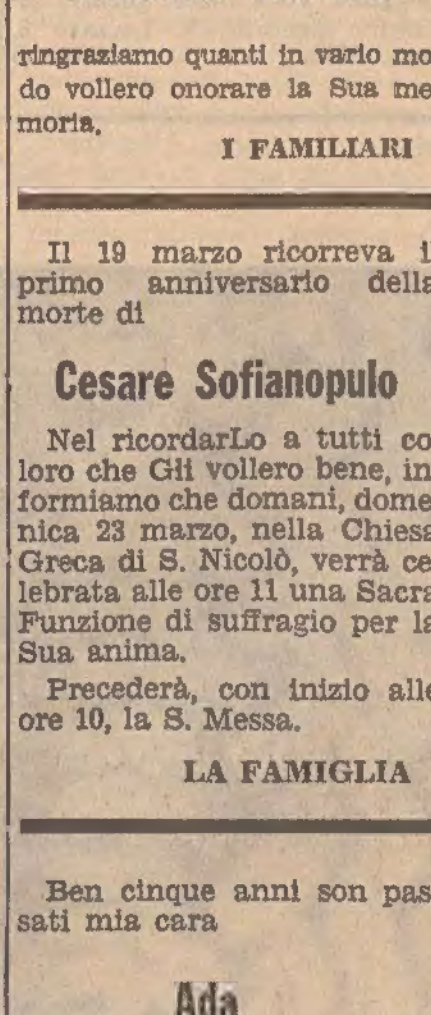 ringraziamo quanti in vario mo
do vollero onorare la Sua me
moria.
I FAMILIARI
Il 19 marzo ricorreva i
primo anniversario della
morte di
Cesare Sofianopulo
Nel ricordarLo a tutti co
loro che Gli vollero bene, in
formiamo che domani, dome
nica 23 marzo, nella Chiesa
Greca di S. Nicolò, verrà ce
lebrata alle ore 11 una Sacra
Funzione di suffragio per la
Sua anima.
Precederà, con inizio alle
ore 10, la S. Messa.
LA FAMIGLIA
Ben cinque anni son pas
sati mia cara
Ada